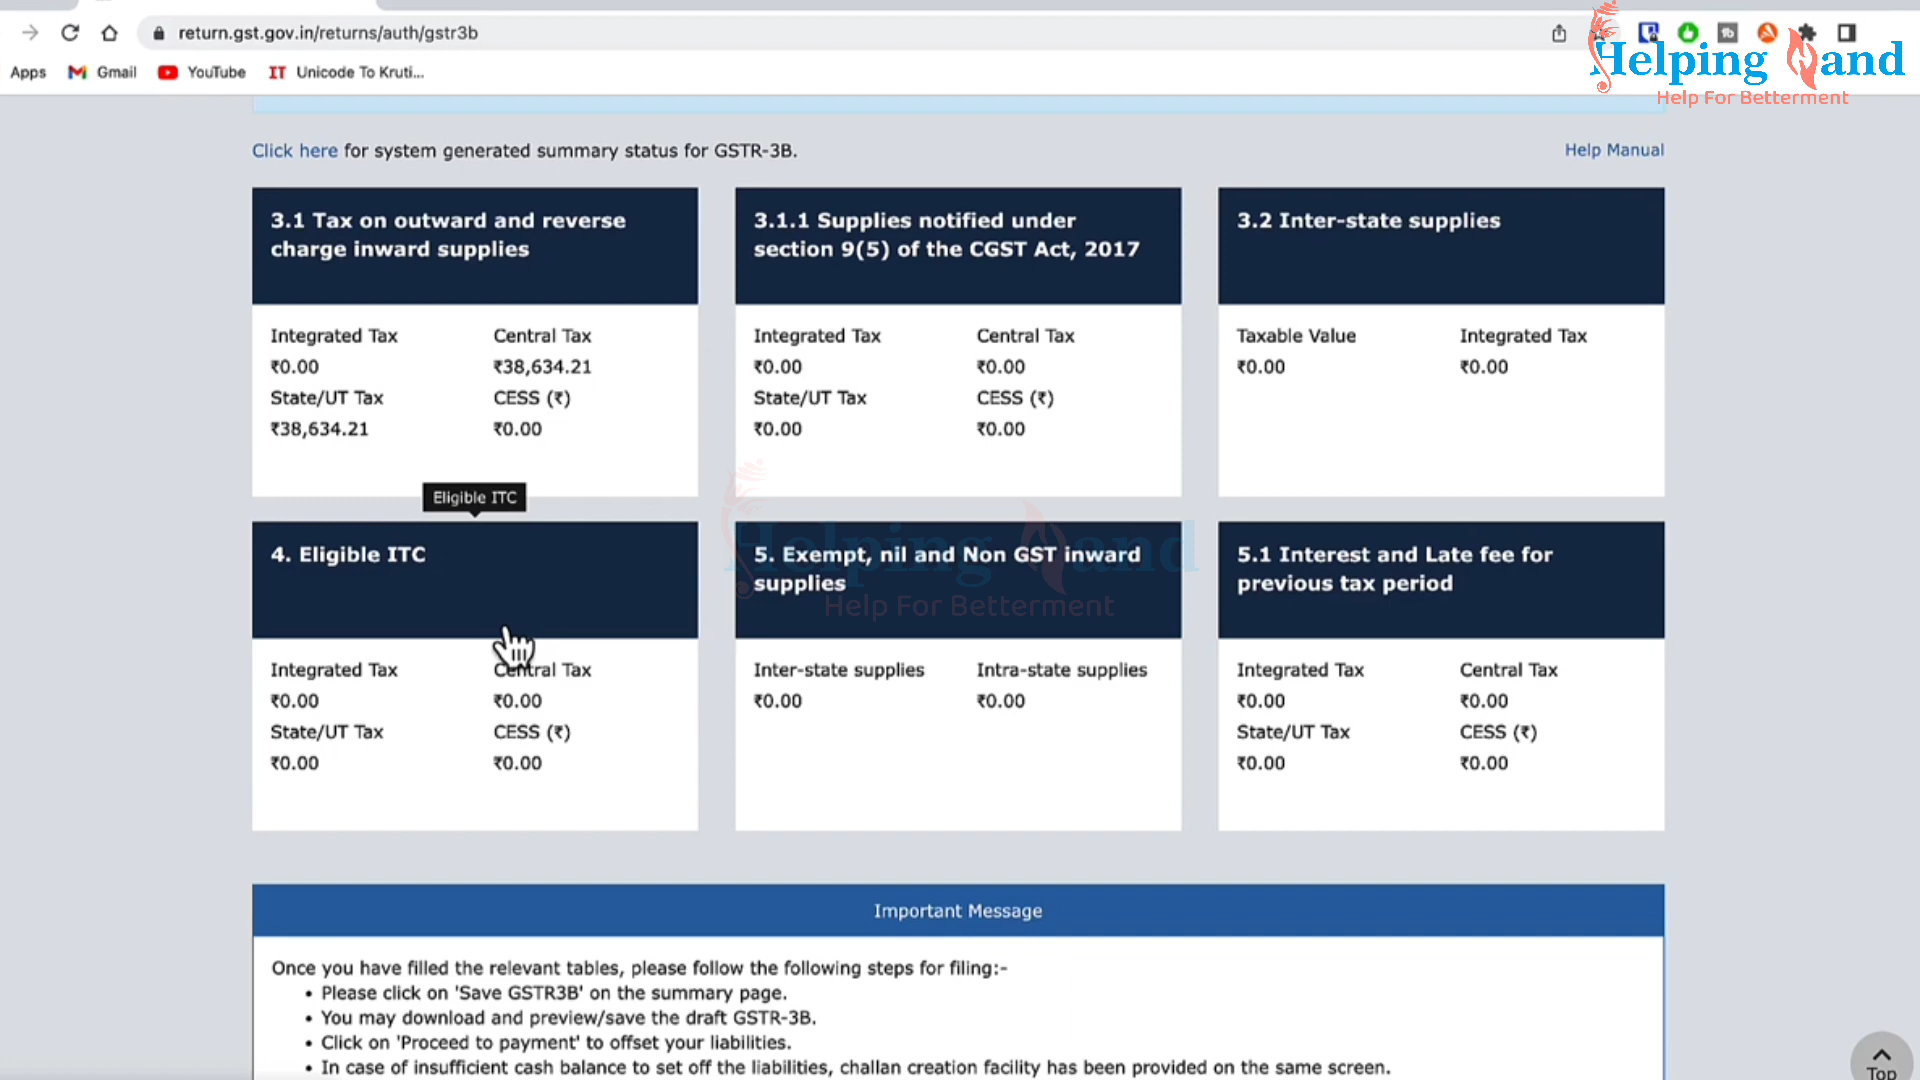 return.gst.gov.in/returns/auth/gstr3b
Apps Gmail YouTube IT Unicode To Kruti...
Helping Hand
Help For Betterment
Click here for system generated summary status for GSTR-3B.
Help Manual
3.1 Tax on outward and reverse
charge inward supplies
Integrated Tax Central Tax
₹0.00 ₹38,634.21
State/UT Tax CESS (₹)
₹38,634.21 ₹0.00
3.1.1 Supplies notified under
section 9(5) of the CGST Act, 2017
Integrated Tax Central Tax
₹0.00 ₹0.00
State/UT Tax CESS (₹)
₹0.00 ₹0.00
3.2 Inter-state supplies
Taxable Value Integrated Tax
₹0.00 ₹0.00
Eligible ITC
4. Eligible ITC
Integrated Tax Central Tax
₹0.00 ₹0.00
State/UT Tax CESS (₹)
₹0.00 ₹0.00
Helping Hand
Help For Betterment
5. Exempt, nil and Non GST inward
supplies
Inter-state supplies Intra-state supplies
₹0.00 ₹0.00
5.1 Interest and Late fee for
previous tax period
Integrated Tax Central Tax
₹0.00 ₹0.00
State/UT Tax CESS (₹)
₹0.00 ₹0.00
Important Message
Once you have filled the relevant tables, please follow the following steps for filing:-
• Please click on 'Save GSTR3B' on the summary page.
• You may download and preview/save the draft GSTR-3B.
• Click on 'Proceed to payment' to offset your liabilities.
• In case of insufficient cash balance to set off the liabilities, challan creation facility has been provided on the same screen.
Top